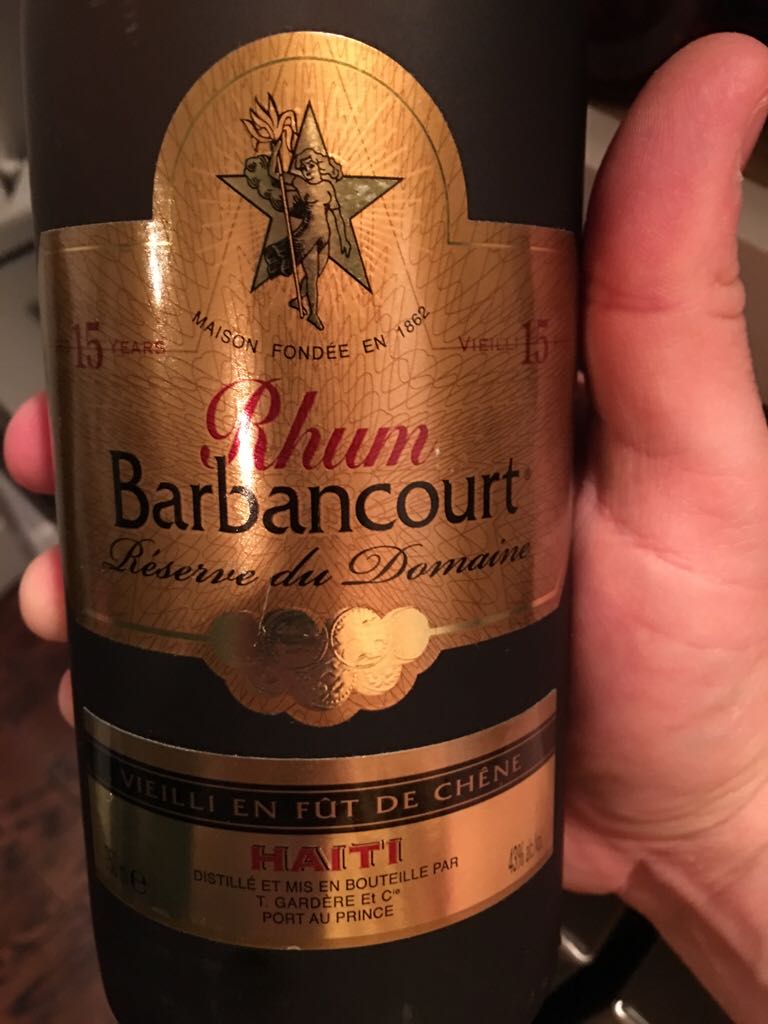 MAISON FONDÉE EN 1862
15 YEARS
VIEILLI 15
Rhum
Barbancourt
Réserve du Domaine
VIEILLI EN FÛT DE CHÊNE
HAITI
DISTILLÉ ET MIS EN BOUTEILLE PAR
T. GARDÈRE Et Cie
PORT AU PRINCE
43%